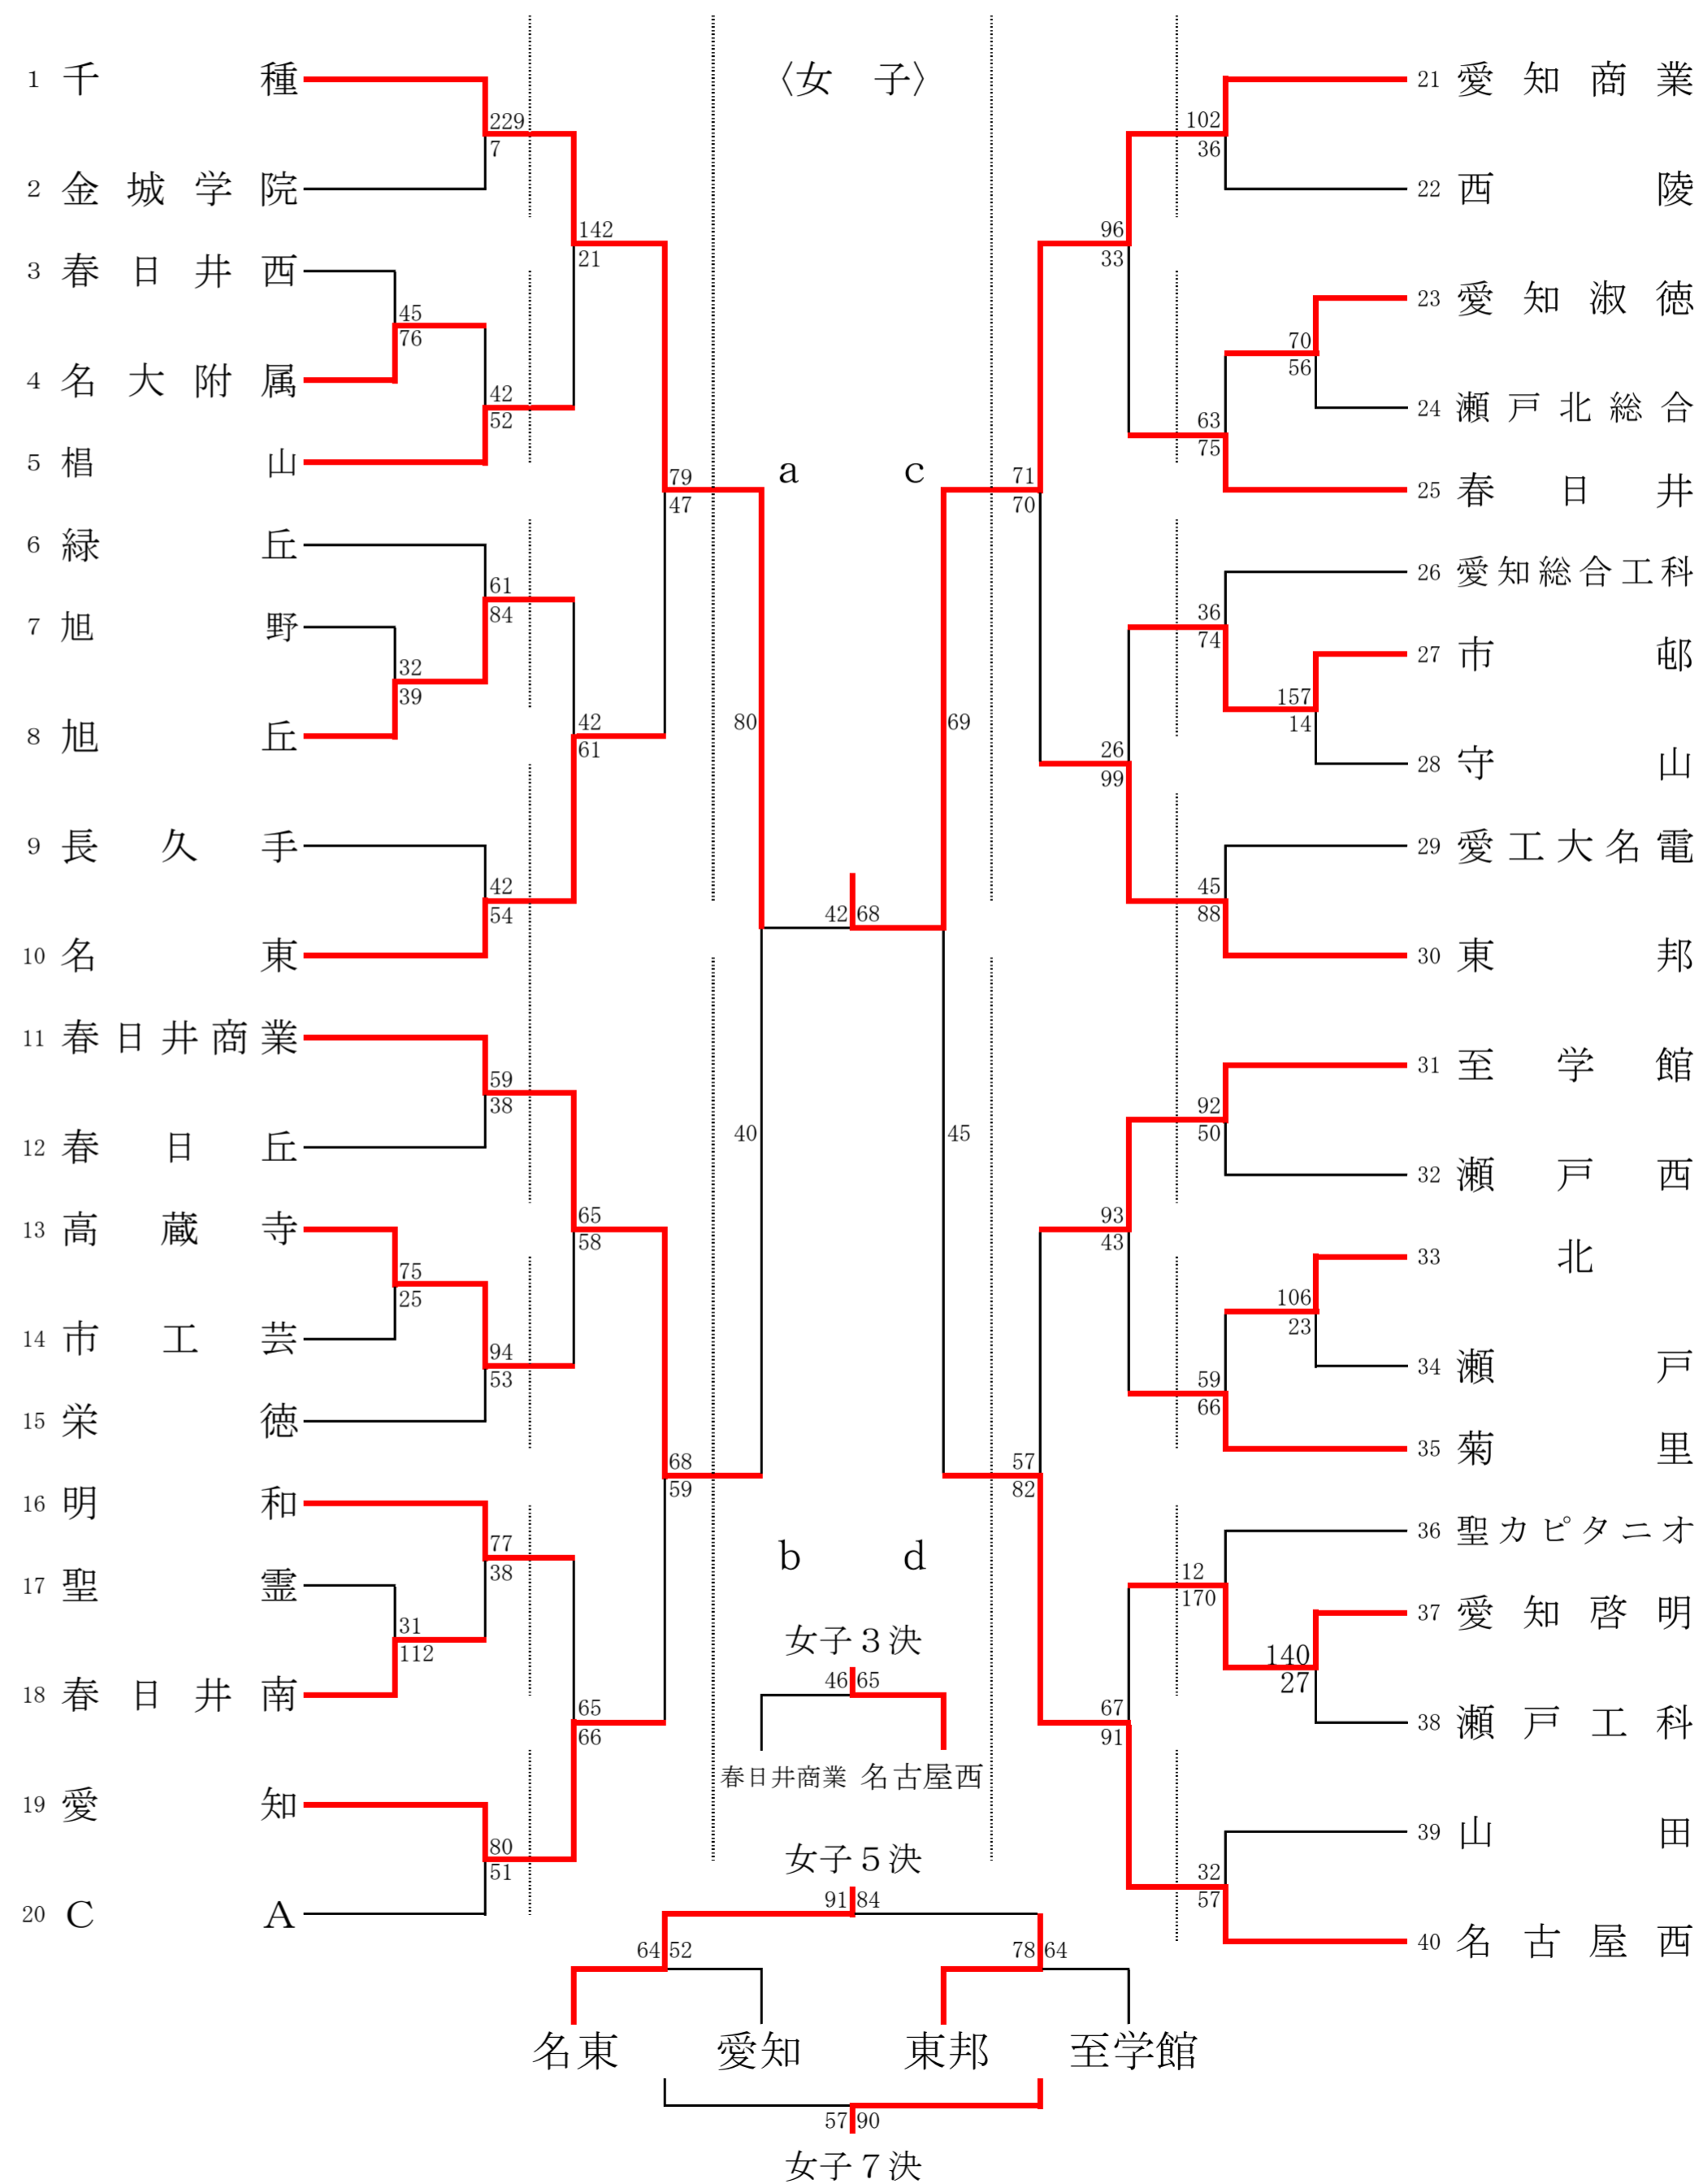 〈女 子〉
1 千種
229
7
2 金城学院
142
21
3 春日井西
45
76
4 名大附属
42
52
5 椙山
79
47
a
6 緑丘
61
84
7 旭野
32
39
8 旭丘
42
61
80
9 長久手
42
54
10 名東
11 春日井商業
59
38
12 春日丘
40
13 高蔵寺
65
58
75
25
14 市工芸
94
53
15 栄徳
68
59
16 明和
77
38
b
17 聖霊
31
112
18 春日井南
65
66
19 愛知
80
51
20 CA
21 愛知商業
102
36
22 西陵
96
33
23 愛知淑徳
70
56
24 瀬戸北総合
63
75
c
71
70
25 春日井
26 愛知総合工科
36
74
27 市邨
157
14
69
26
99
28 守山
29 愛工大名電
45
88
42 68
30 東邦
31 至学館
92
50
45
32 瀬戸西
93
43
33 北
106
23
34 瀬戸
59
66
35 菊里
57
82
36 聖カピタニオ
d
12
170
37 愛知啓明
140
27
67
91
38 瀬戸工科
39 山田
32
57
40 名古屋西
女子3決
46 65
春日井商業 名古屋西
女子5決
91 84
64 52 78 64
名東 愛知 東邦 至学館
57 90
女子7決